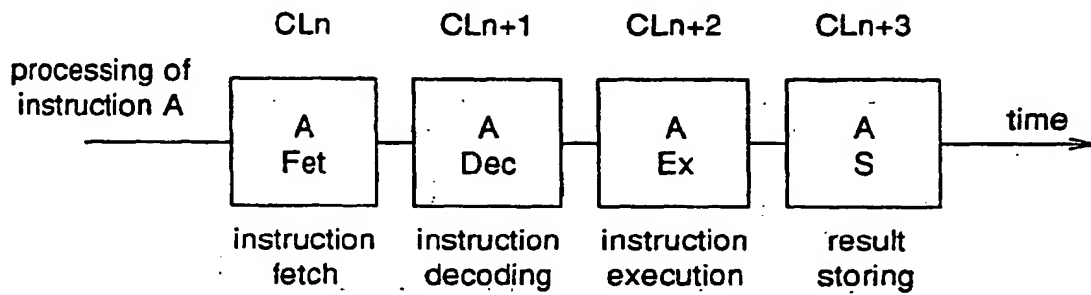 CLn CLn+1 CLn+2 CLn+3
processing of
instruction A
A A A A
Fet Dec Ex S
time
instruction instruction instruction result
fetch decoding execution storing